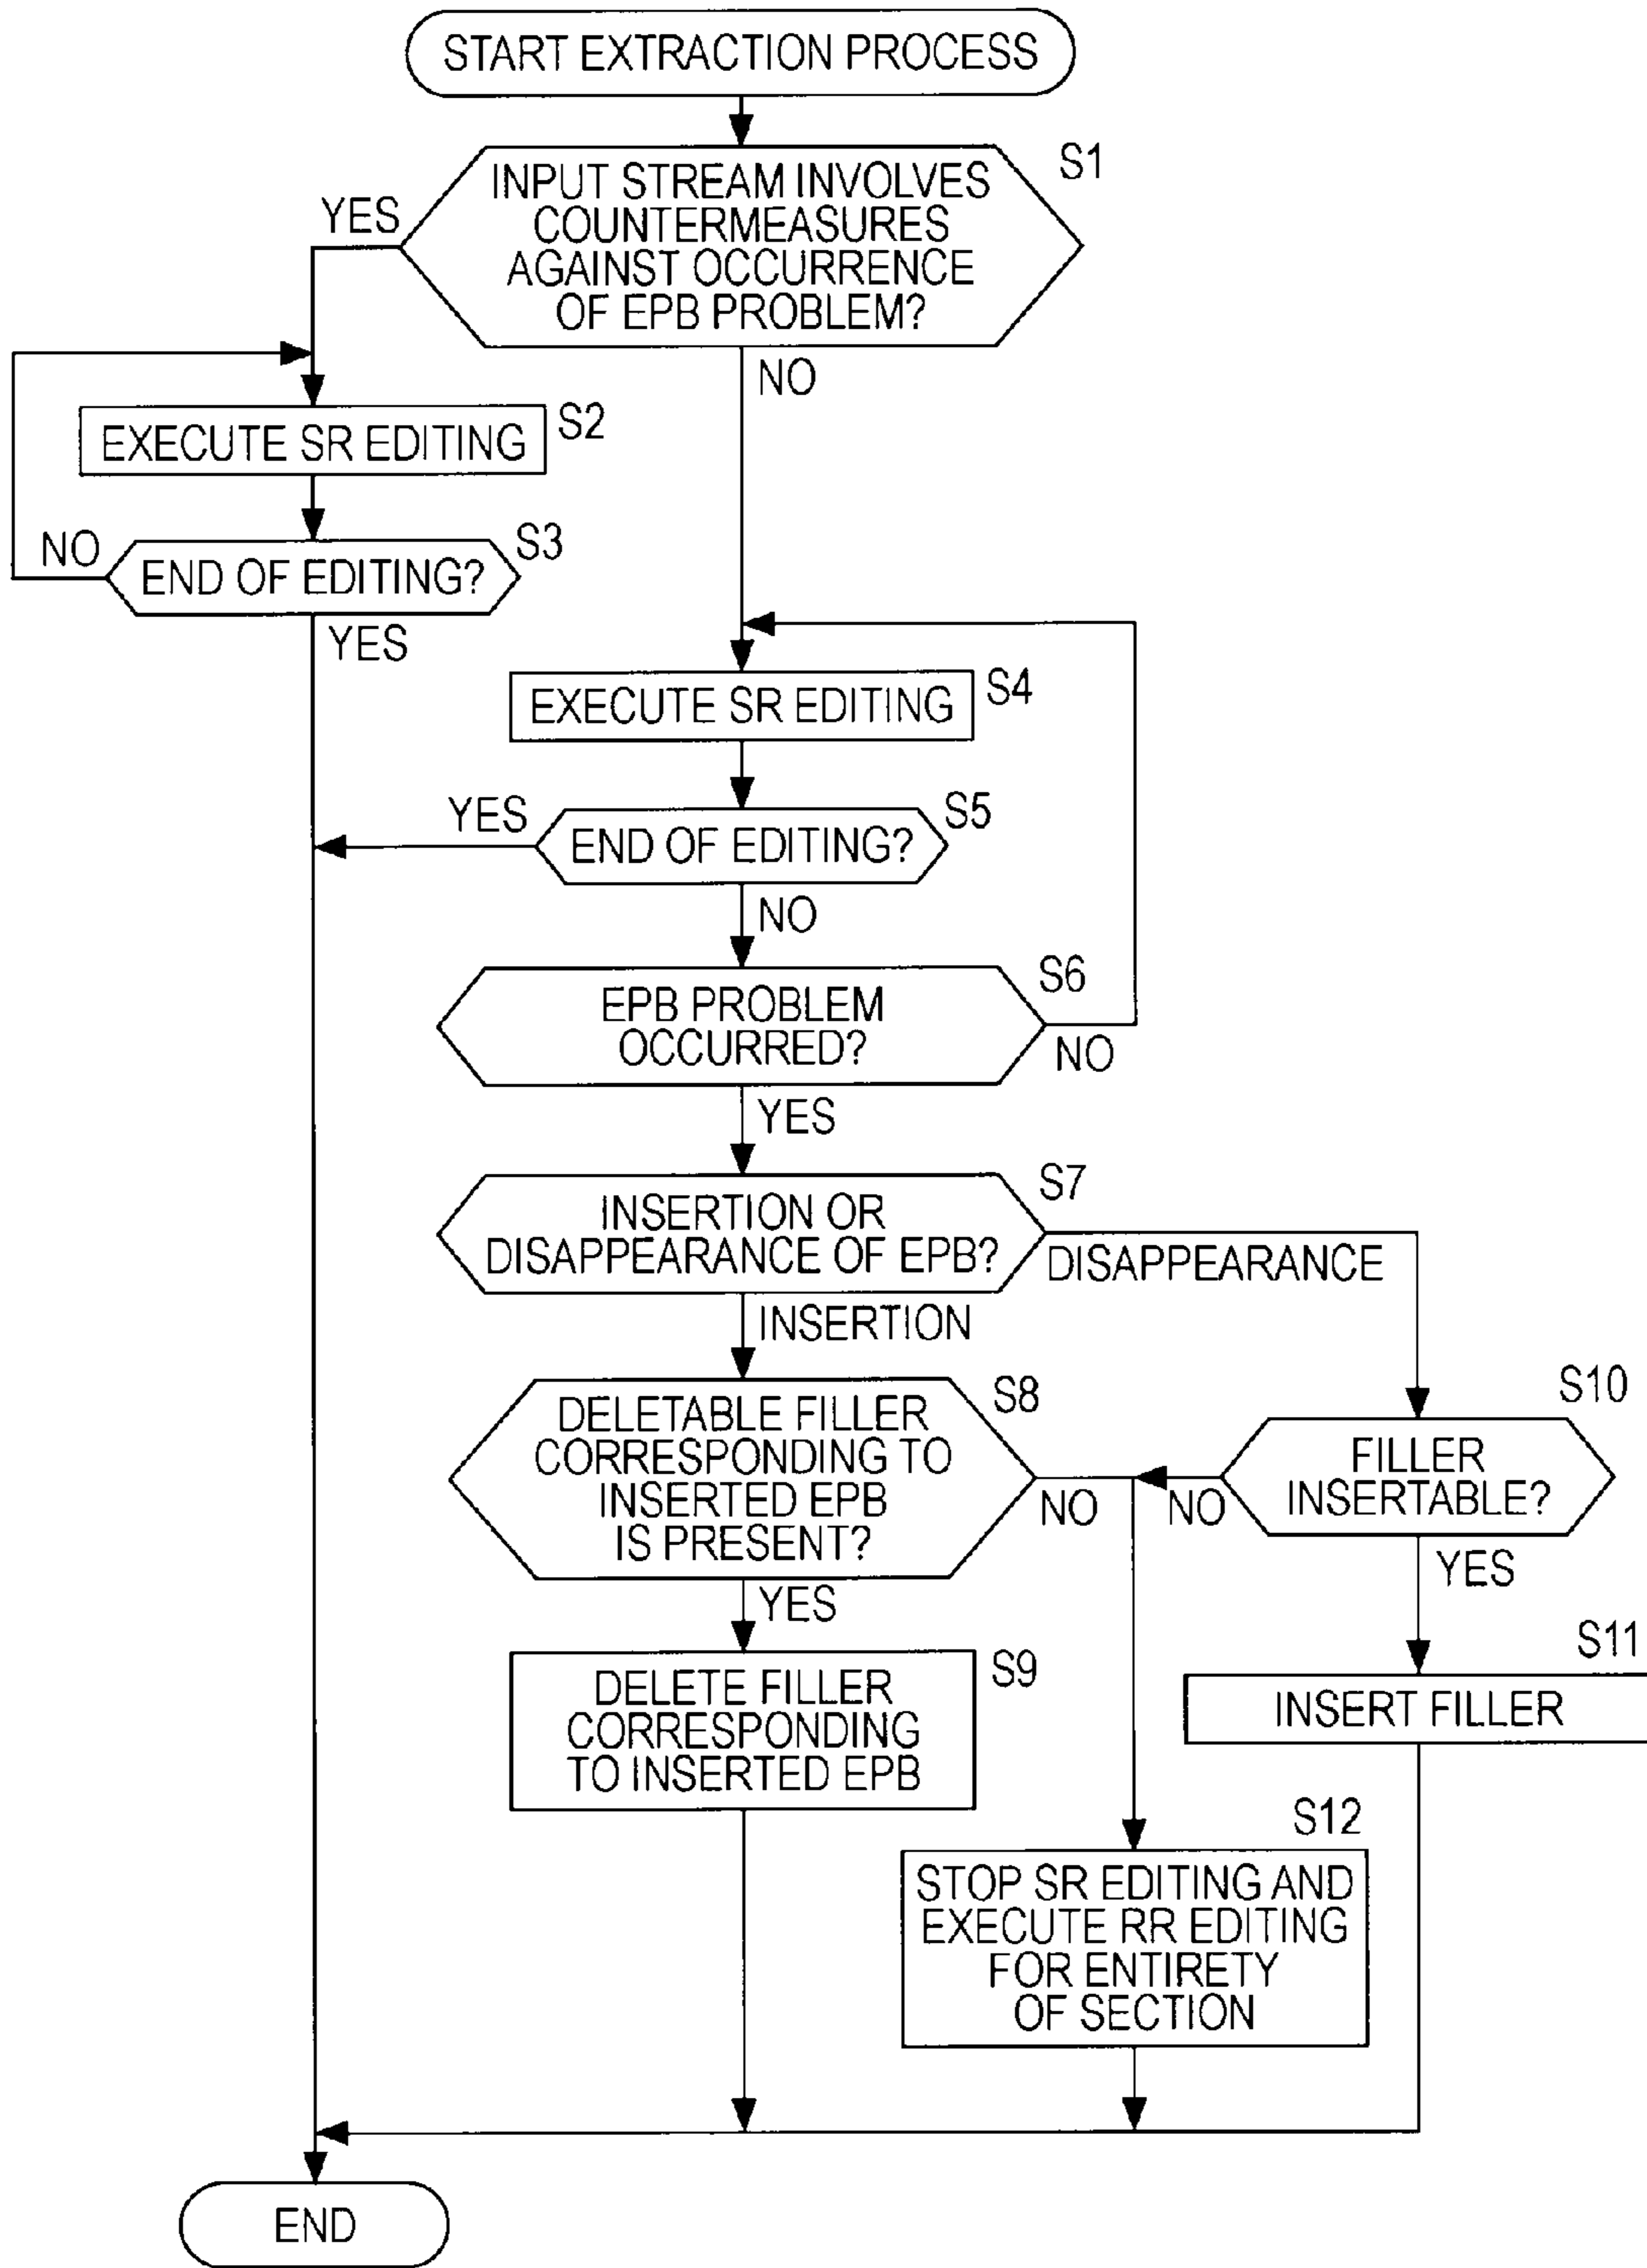 START EXTRACTION PROCESS
S1
INPUT STREAM INVOLVES
COUNTERMEASURES
AGAINST OCCURRENCE
OF EPB PROBLEM?
YES
NO
EXECUTE SR EDITING
S2
NO
END OF EDITING?
S3
YES
EXECUTE SR EDITING
S4
YES
END OF EDITING?
S5
NO
EPB PROBLEM
OCCURRED?
S6
NO
YES
INSERTION OR
DISAPPEARANCE OF EPB?
S7
DISAPPEARANCE
INSERTION
DELETABLE FILLER
CORRESPONDING TO
INSERTED EPB
IS PRESENT?
S8
NO
YES
S10
FILLER
INSERTABLE?
NO
YES
DELETE FILLER
CORRESPONDING
TO INSERTED EPB
S9
S11
INSERT FILLER
S12
STOP SR EDITING AND
EXECUTE RR EDITING
FOR ENTIRETY
OF SECTION
END